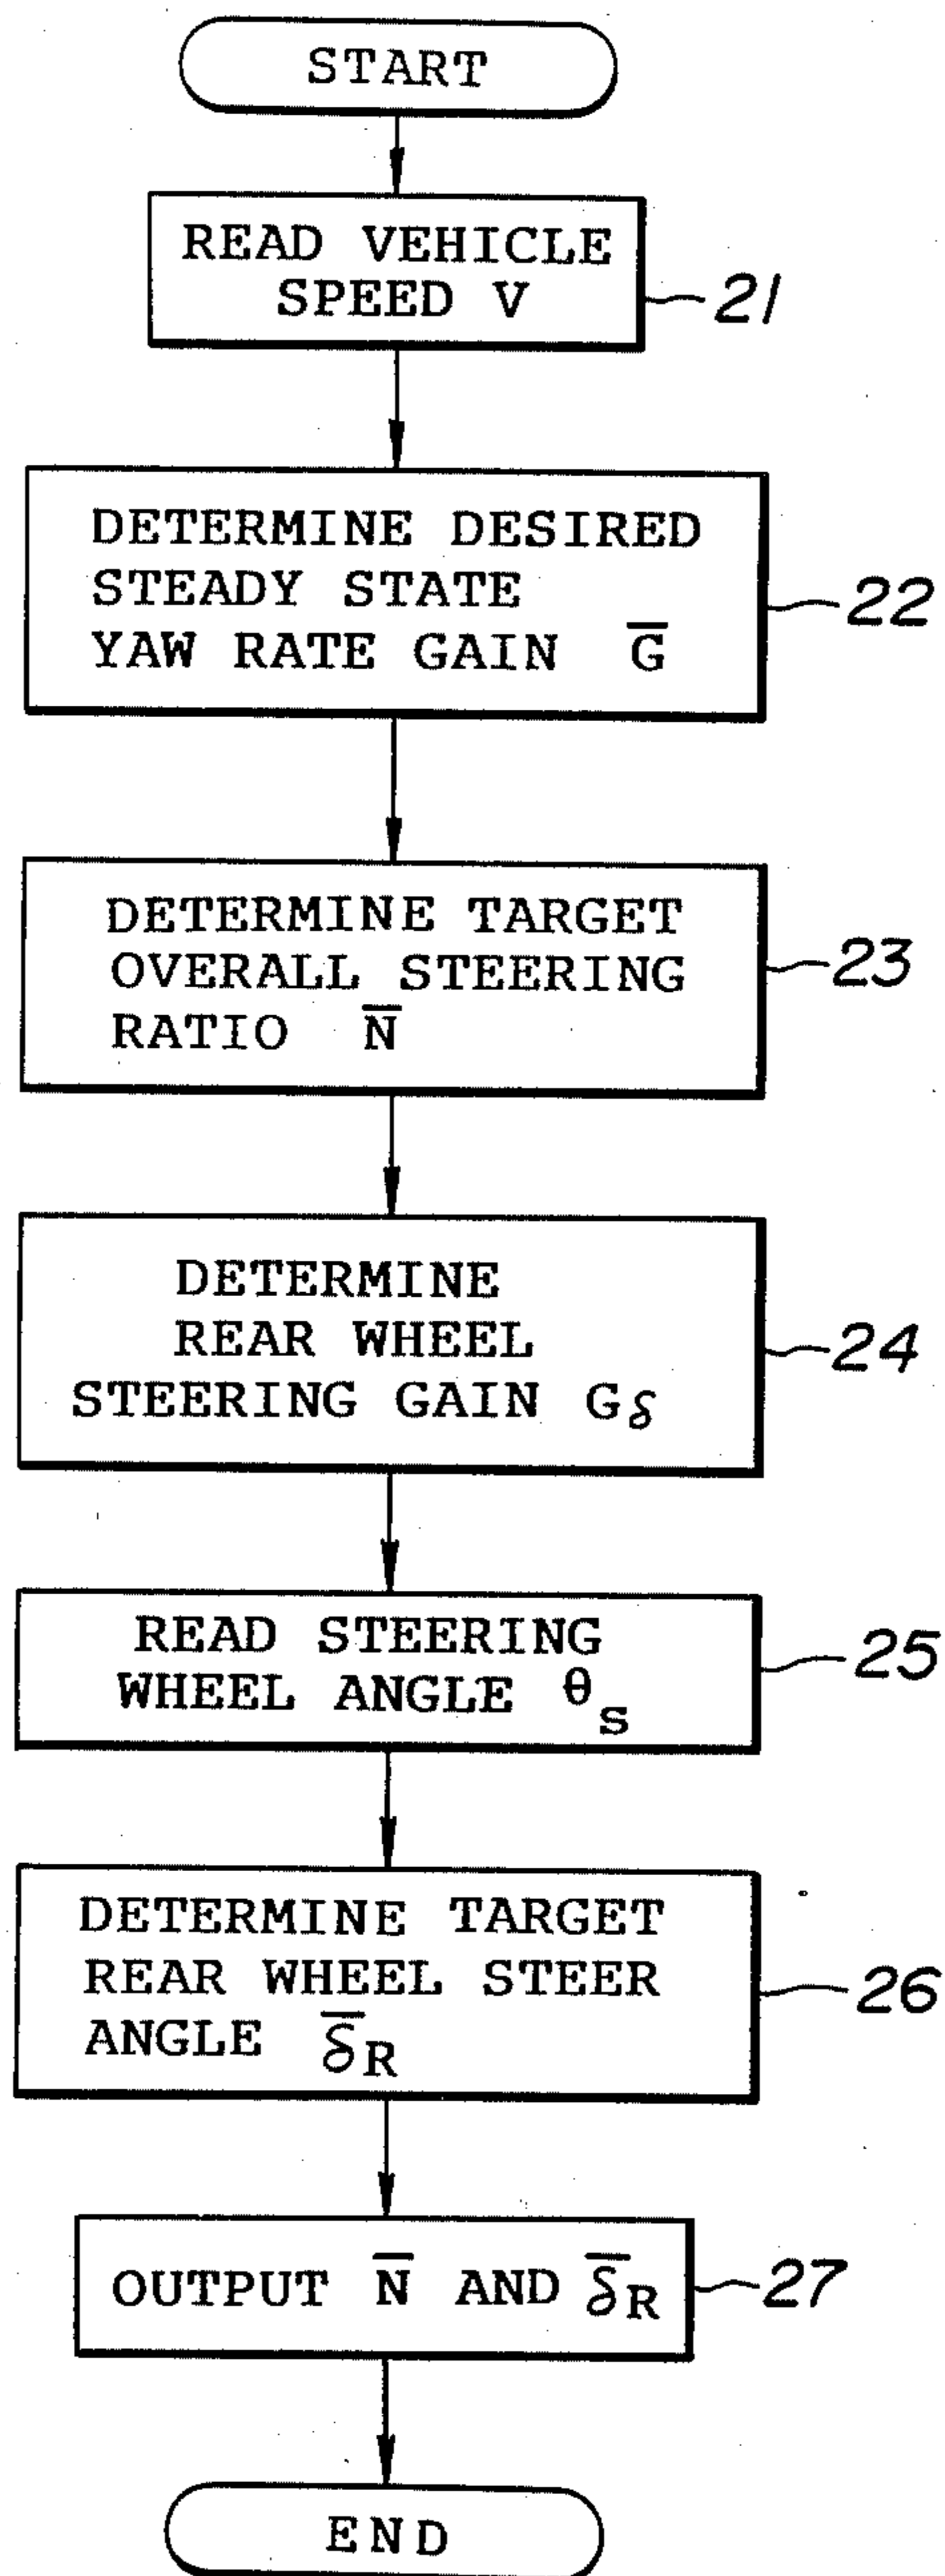 START
READ VEHICLE
SPEED V
21
DETERMINE DESIRED
STEADY STATE
YAW RATE GAIN G̅
22
DETERMINE TARGET
OVERALL STEERING
RATIO N̅
23
DETERMINE
REAR WHEEL
STEERING GAIN Gδ
24
READ STEERING
WHEEL ANGLE θs
25
DETERMINE TARGET
REAR WHEEL STEER
ANGLE δ̅R
26
OUTPUT N̅ AND δ̅R
27
END